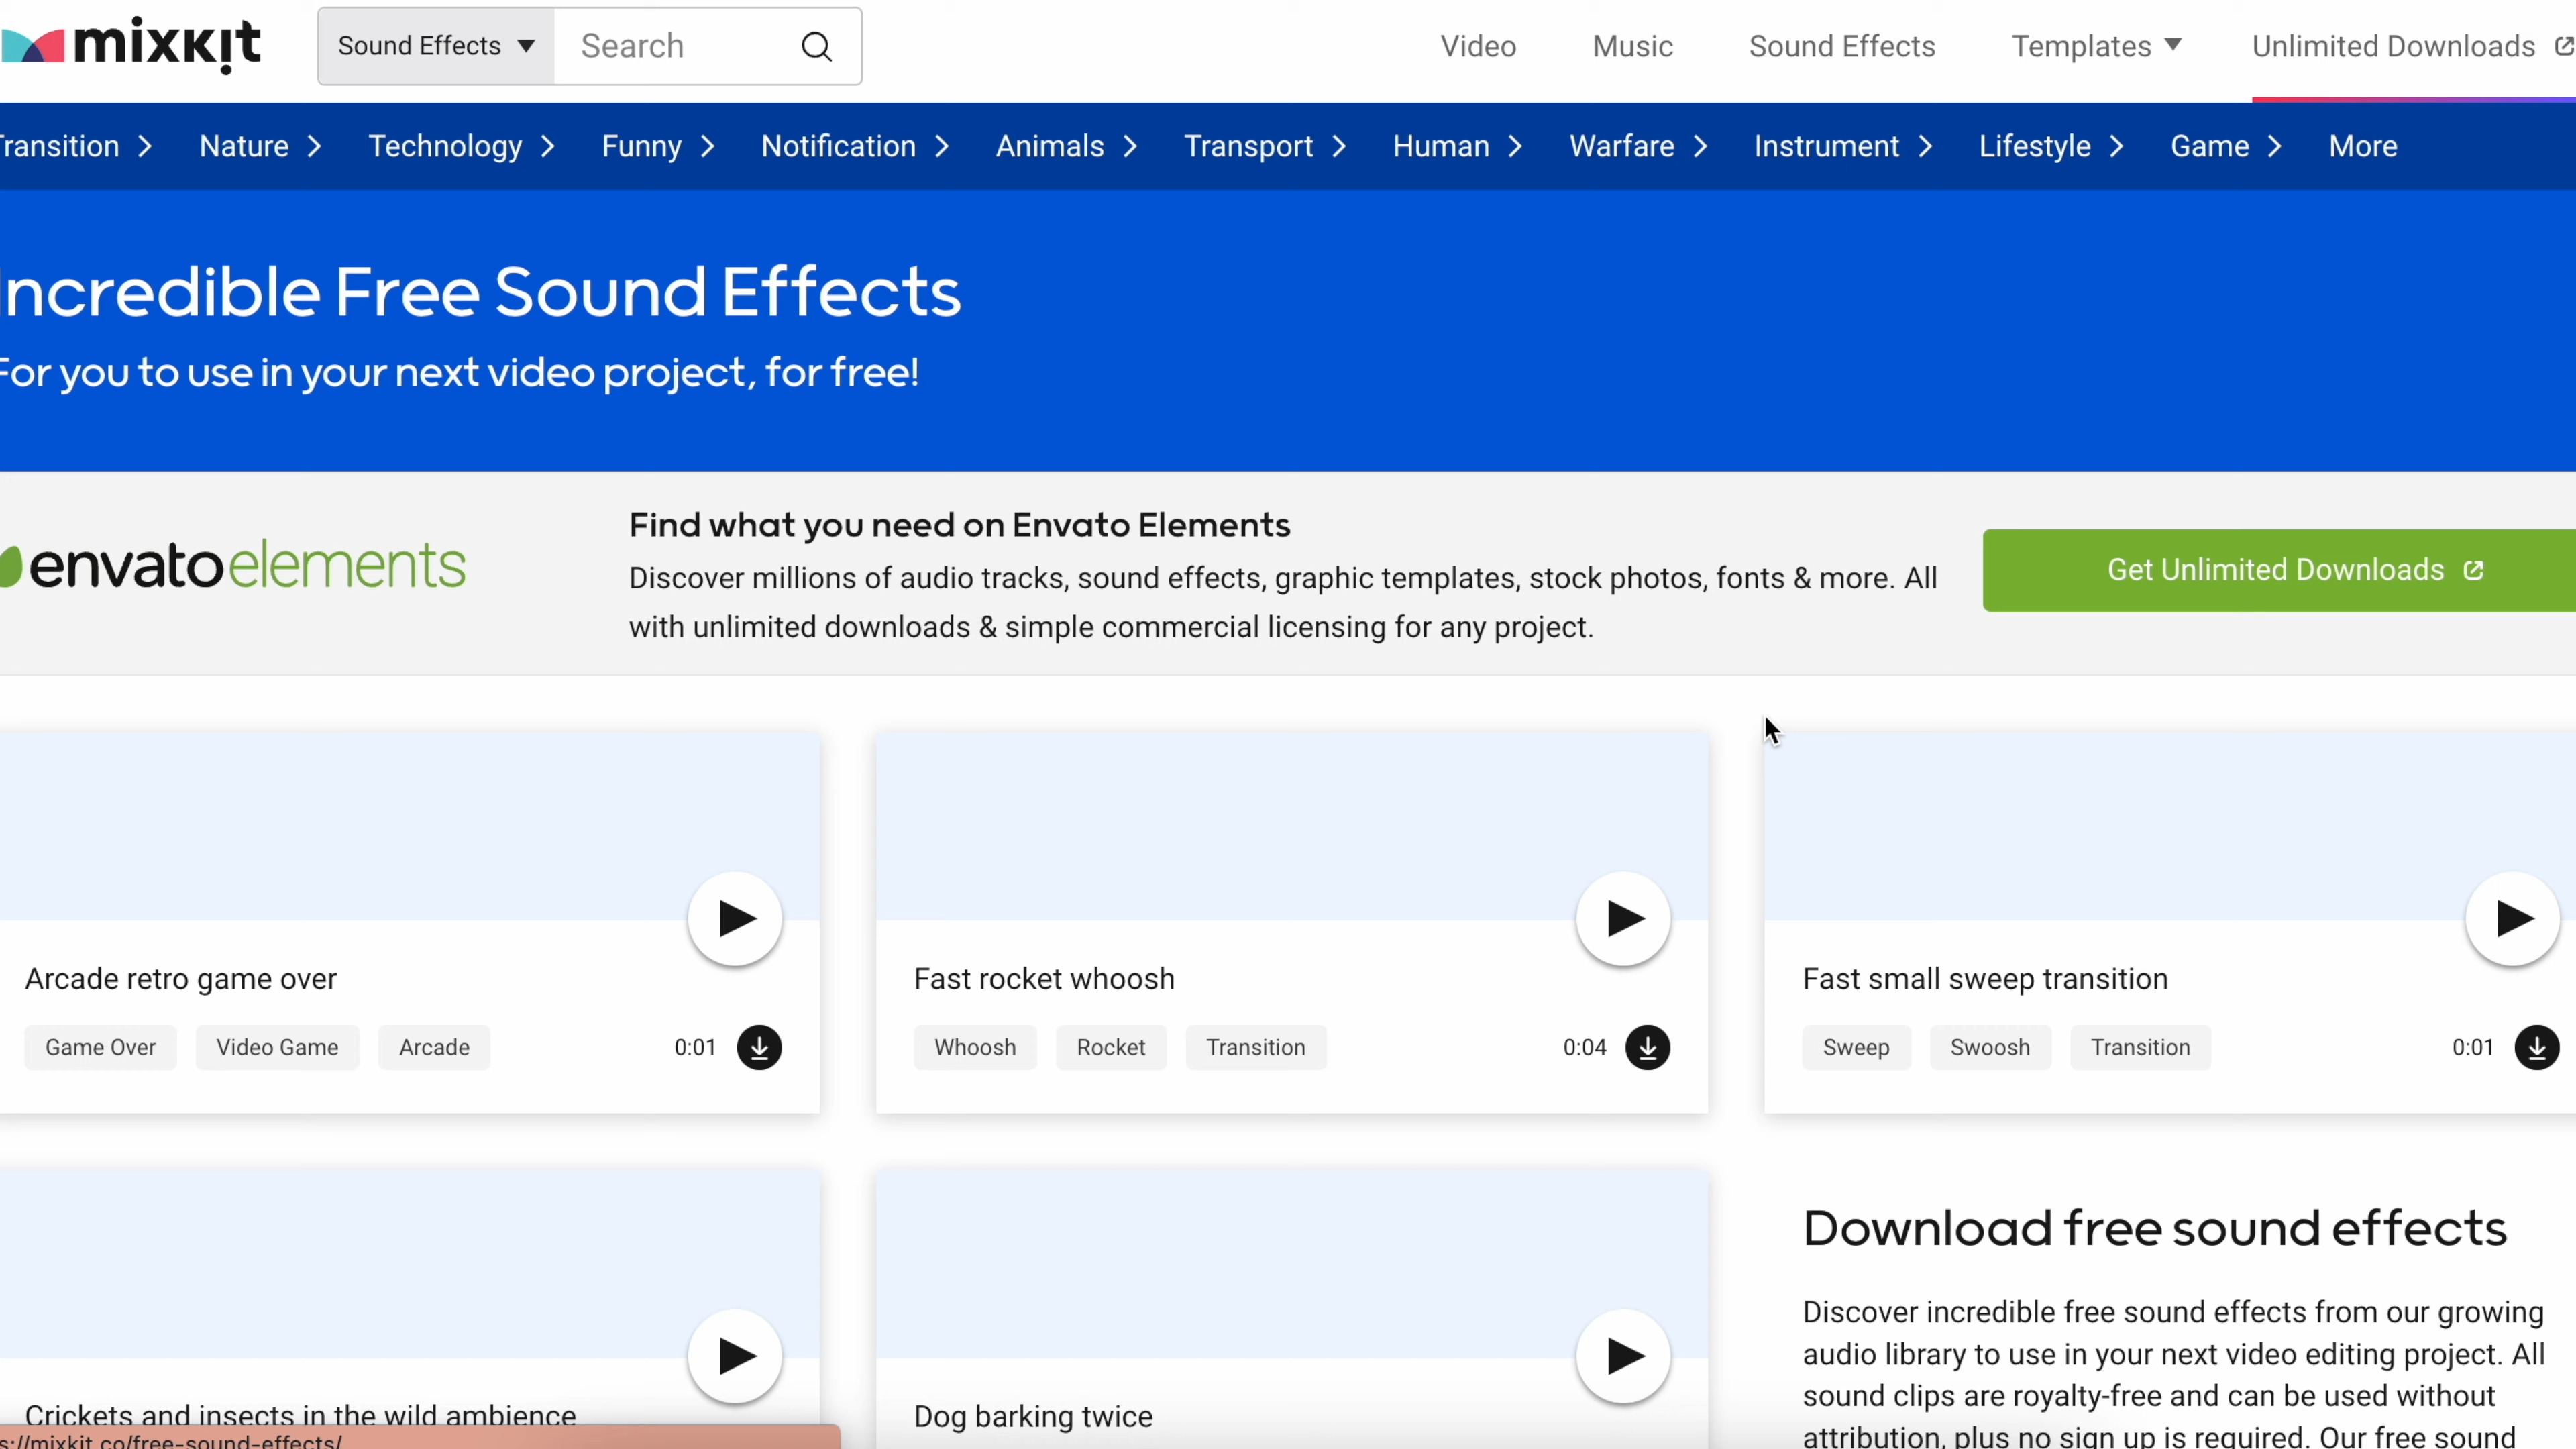 mixkit
Sound Effects
Search
Video
Music
Sound Effects
Templates
Unlimited Downloads
ransition
Nature
Technology
Funny
Notification
Animals
Transport
Human
Warfare
Instrument
Lifestyle
Game
More
Incredible Free Sound Effects
For you to use in your next video project, for free!
envatoelements
Find what you need on Envato Elements
Discover millions of audio tracks, sound effects, graphic templates, stock photos, fonts & more. All
with unlimited downloads & simple commercial licensing for any project.
Get Unlimited Downloads
Arcade retro game over
Game Over
Video Game
Arcade
0:01
Fast rocket whoosh
Whoosh
Rocket
Transition
0:04
Fast small sweep transition
Sweep
Swoosh
Transition
0:01
Crickets and insects in the wild ambience
Dog barking twice
Download free sound effects
Discover incredible free sound effects from our growing
audio library to use in your next video editing project. All
sound clips are royalty-free and can be used without
attribution, plus no sign up is required. Our free sound
s://mixkit.co/free-sound-effects/